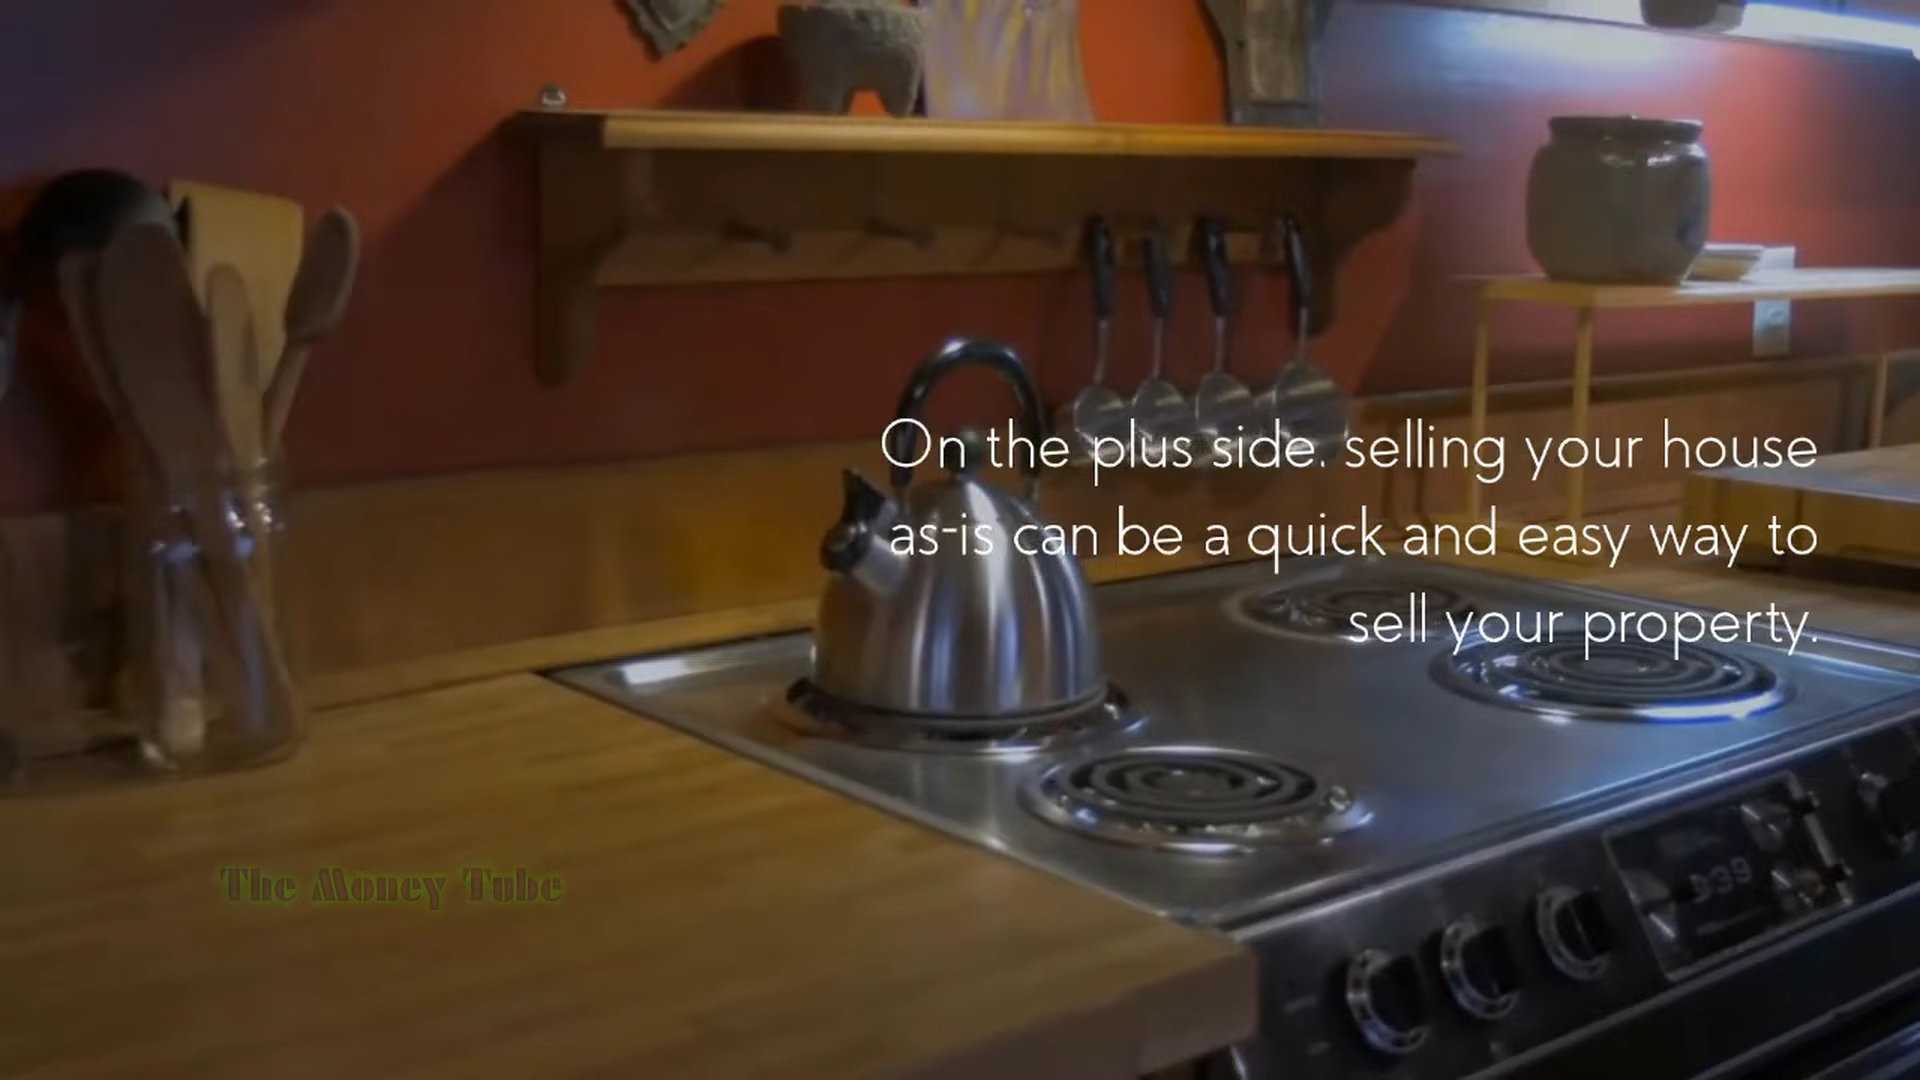 On the plus side, selling your house
as-is can be a quick and easy way to
sell your property.
The Money Tube